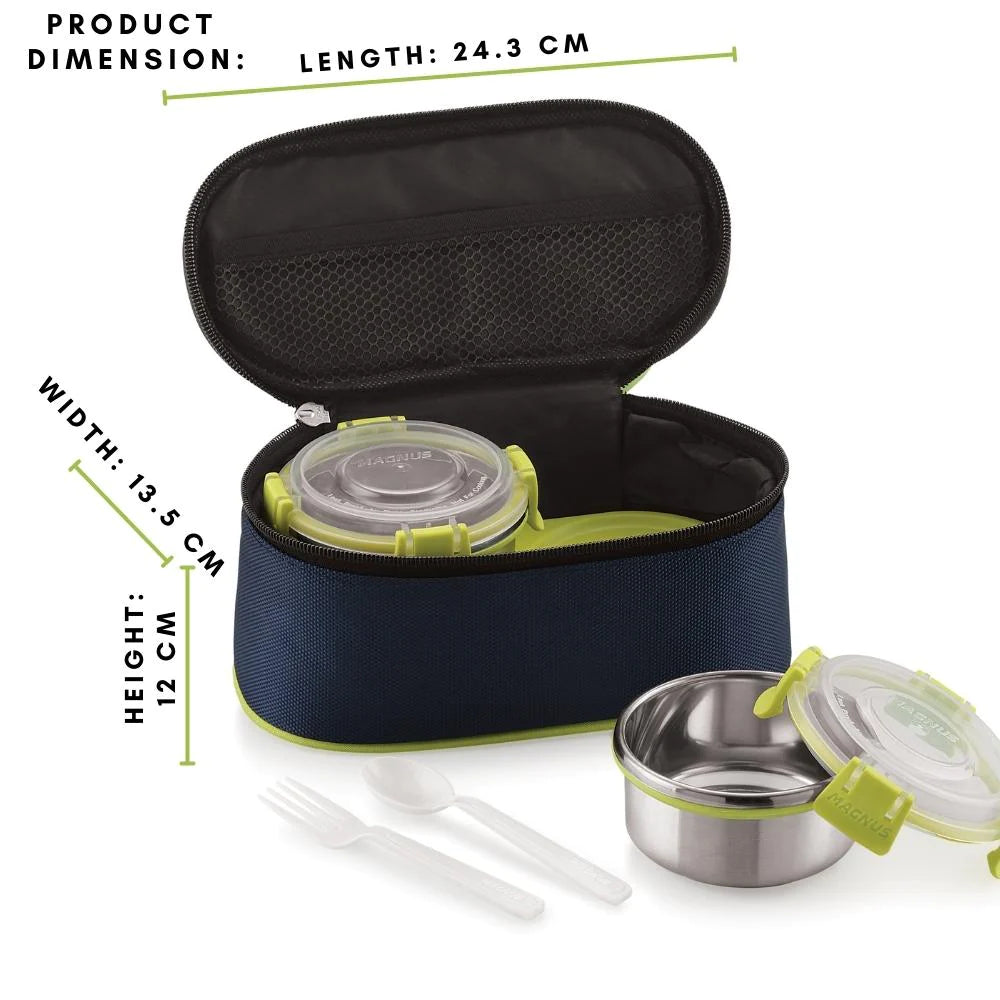 PRODUCT
DIMENSION:
LENGTH: 24.3 CM
WIDTH: 13.5 CM
HEIGHT:
12 CM
MAGNUS
MAGNUS
MAGNUS